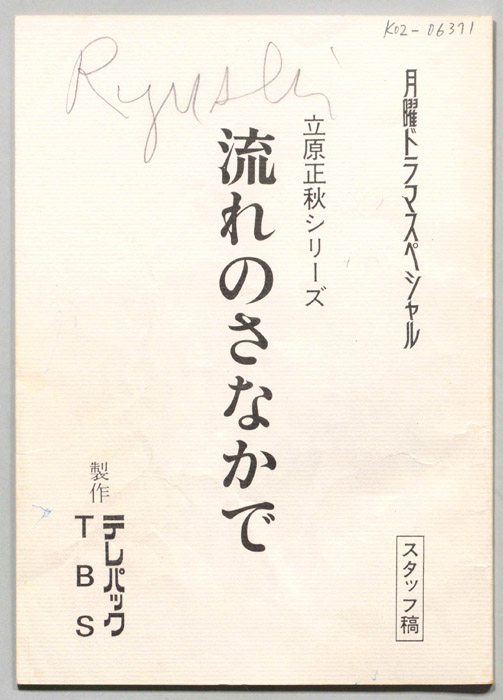 K02-06371
Ryushi
月曜ドラマスペシャル
立原正秋シリーズ
流れのさなかで
スタッフ稿
製作
テレパック
TBS